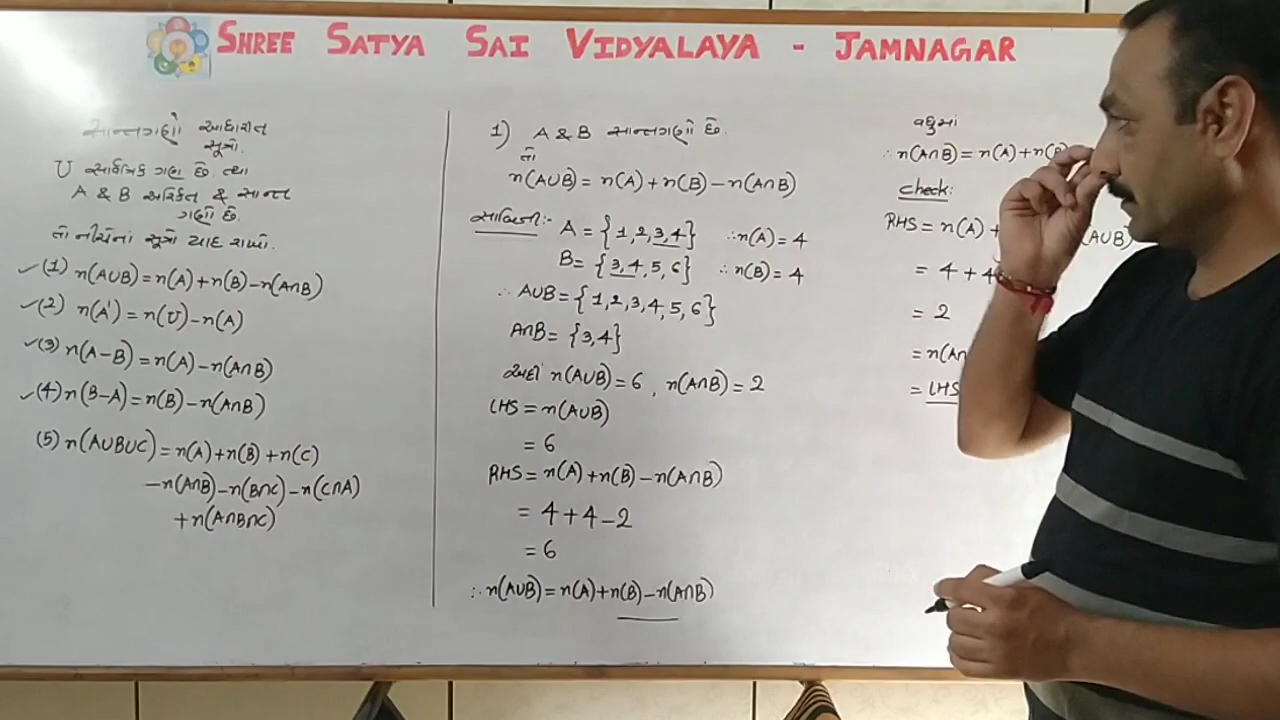 SHREE SATYA SAI VIDYALAYA - JAMNAGAR
સાન્તગણો આધારિત
સૂત્રો.
U સાર્વત્રિક ગણ છે. તથા
A & B અરિક્ત & સાન્ત
ગણો છે.
તો નીચેનાં સૂત્રો યાદ રાખો.
(1) n(A∪B) = n(A) + n(B) - n(A∩B)
(2) n(A') = n(U) - n(A)
(3) n(A-B) = n(A) - n(A∩B)
(4) n(B-A) = n(B) - n(A∩B)
(5) n(A∪B∪C) = n(A) + n(B) + n(C)
- n(A∩B) - n(B∩C) - n(C∩A)
+ n(A∩B∩C)
1) A & B સાન્તગણો છે.
તો
n(A∪B) = n(A) + n(B) - n(A∩B)
સાબિતી:- A = {1,2,3,4} ∴ n(A) = 4
B = {3,4,5,6} ∴ n(B) = 4
∴ A∪B = {1,2,3,4,5,6}
A∩B = {3,4}
અહીં n(A∪B) = 6, n(A∩B) = 2
LHS = n(A∪B)
= 6
RHS = n(A) + n(B) - n(A∩B)
= 4 + 4 - 2
= 6
∴ n(A∪B) = n(A) + n(B) - n(A∩B)
વધુમાં
∴ n(A∩B) = n(A) + n(B)
check:
RHS = n(A) + (A∪B)
= 4 + 4
= 2
= n(A∩
= LHS